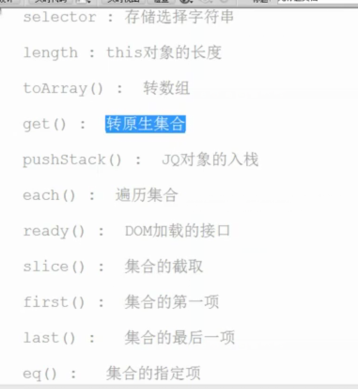 selector : 存储选择字符串
length : this对象的长度
toArray() : 转数组
get() : 转原生集合
pushStack() : JQ对象的入栈
each() : 遍历集合
ready() : DOM加载的接口
slice() : 集合的截取
first() : 集合的第一项
last() : 集合的最后一项
eq() : 集合的指定项